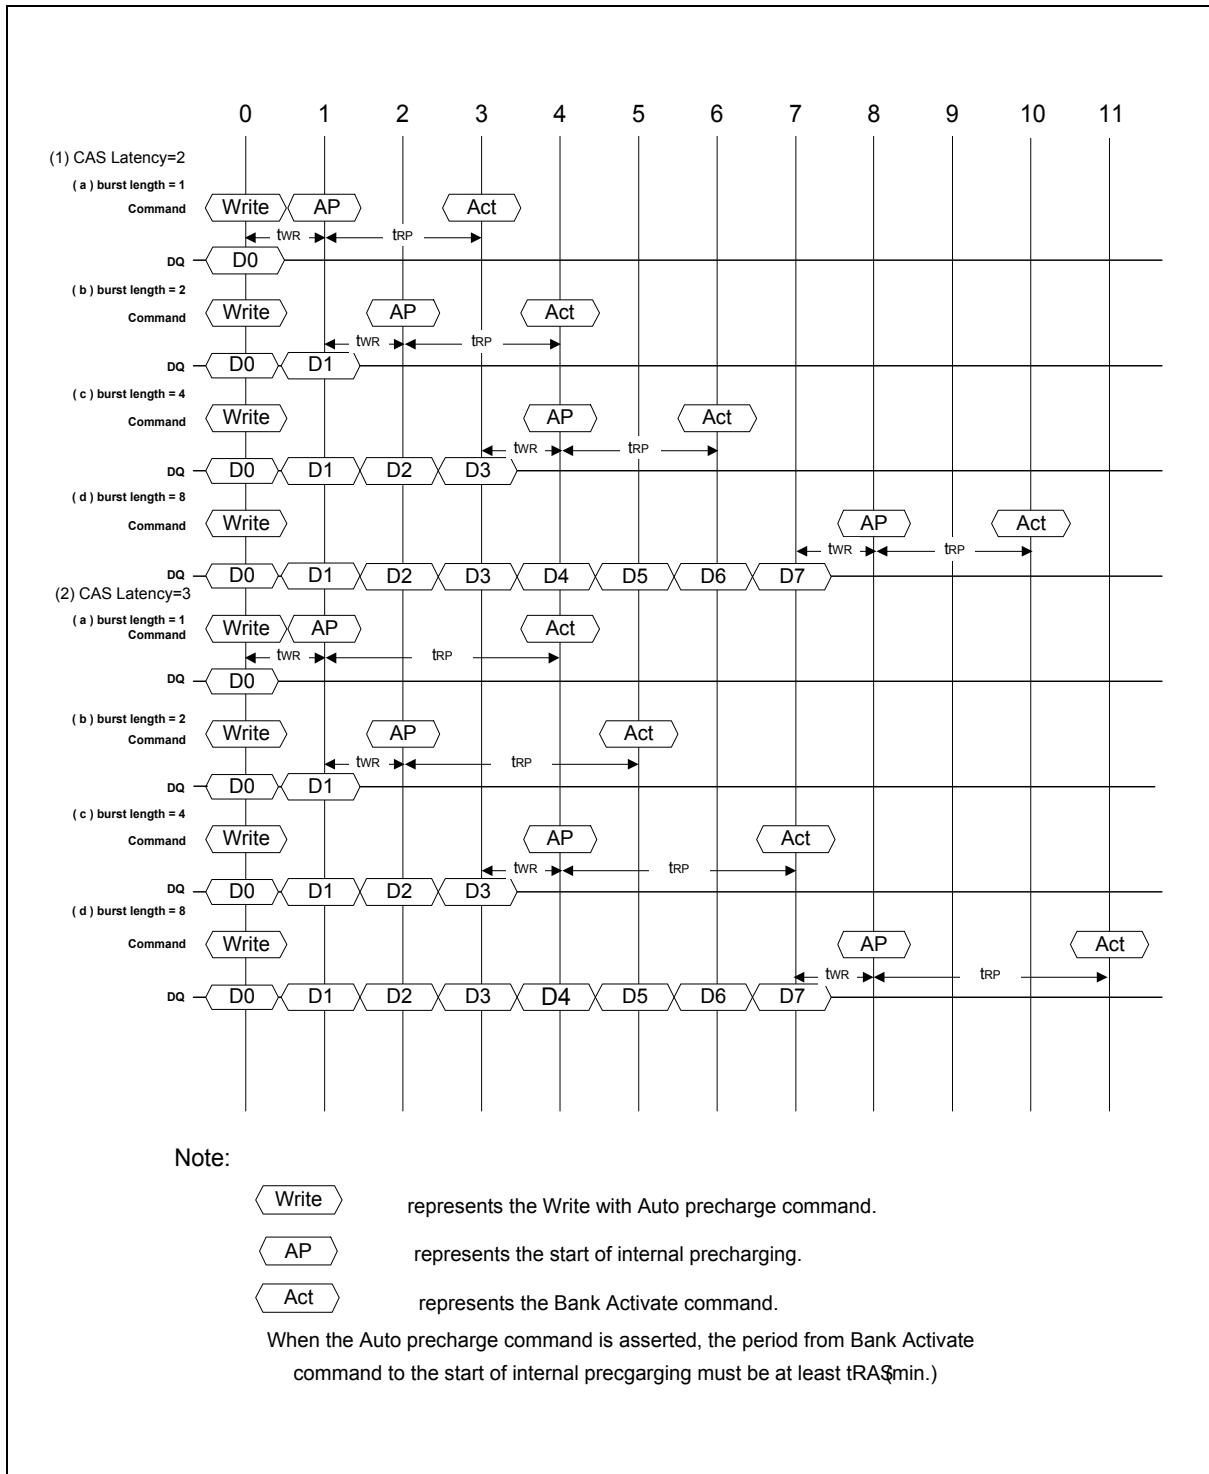 0 1 2 3 4 5 6 7 8 9 10 11
(1) CAS Latency=2
( a ) burst length = 1
Command Write AP Act
tWR tRP
DQ D0
( b ) burst length = 2
Command Write AP Act
tWR tRP
DQ D0 D1
( c ) burst length = 4
Command Write AP Act
tWR tRP
DQ D0 D1 D2 D3
( d ) burst length = 8
Command Write AP Act
tWR tRP
DQ D0 D1 D2 D3 D4 D5 D6 D7
(2) CAS Latency=3
( a ) burst length = 1
Command Write AP Act
tWR tRP
DQ D0
( b ) burst length = 2
Command Write AP Act
tWR tRP
DQ D0 D1
( c ) burst length = 4
Command Write AP Act
tWR tRP
DQ D0 D1 D2 D3
( d ) burst length = 8
Command Write AP Act
tWR tRP
DQ D0 D1 D2 D3 D4 D5 D6 D7
Note:
Write represents the Write with Auto precharge command.
AP represents the start of internal precharging.
Act represents the Bank Activate command.
When the Auto precharge command is asserted, the period from Bank Activate
command to the start of internal precgarging must be at least tRAS(min.)